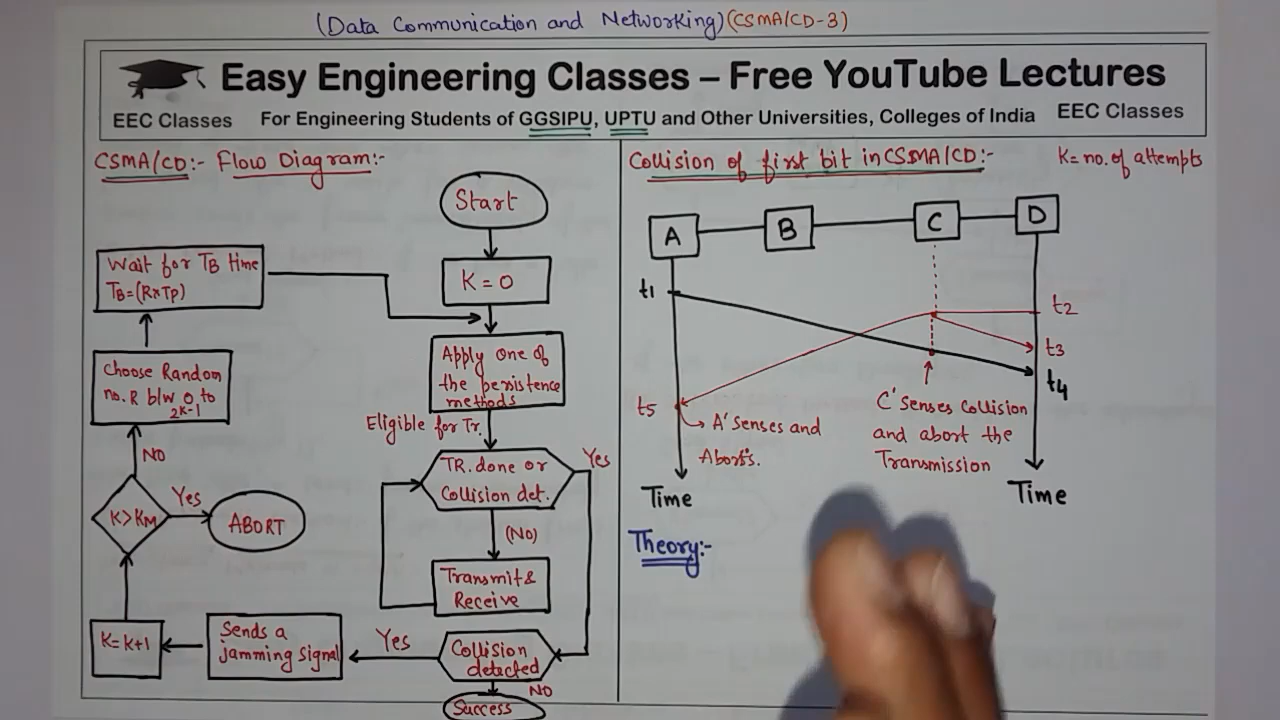 (Data Communication and Networking) (CSMA/CD-3)
Easy Engineering Classes – Free YouTube Lectures
EEC Classes
For Engineering Students of GGSIPU, UPTU and Other Universities, Colleges of India
EEC Classes
CSMA/CD:- Flow Diagram:-
Start
K = 0
Wait for TB time
TB=(R×Tp)
Apply one of
the persistence
methods
Choose Random
no. R b/w 0 to
2K-1
Eligible for Tr.
NO
TR. done or
Collision det.
Yes
K>KM
Yes
ABORT
(NO)
Transmit &
Receive
K=K+1
Sends a
jamming signal
Yes
Collision
detected
NO
Success
Collision of first bit in CSMA/CD:-
K= no. of attempts
A
B
C
D
t1
t2
t3
t4
t5
A' Senses and
Aborts.
C' Senses Collision
and abort the
Transmission
Time
Time
Theory:-